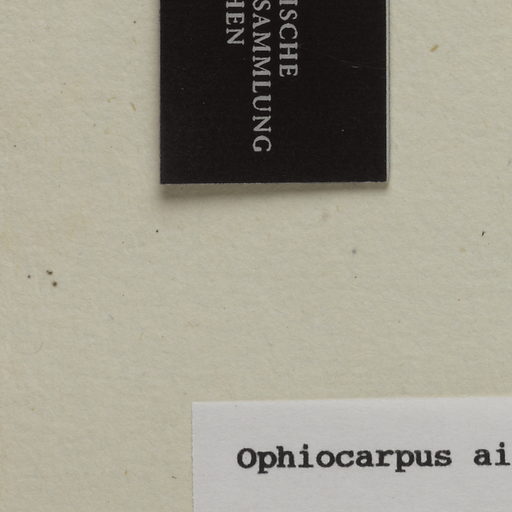 ISCHE
SAMMLUNG
HEN
Ophiocarpus ai